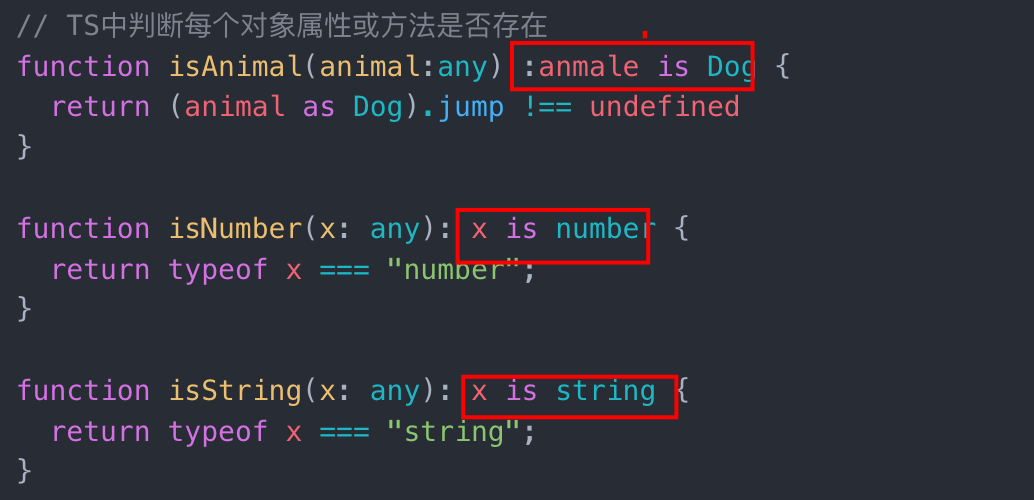 // TS中判断每个对象属性或方法是否存在
function isAnimal(animal:any) :anmale is Dog {
  return (animal as Dog).jump !== undefined
}
function isNumber(x: any): x is number {
  return typeof x === "number";
}
function isString(x: any): x is string {
  return typeof x === "string";
}